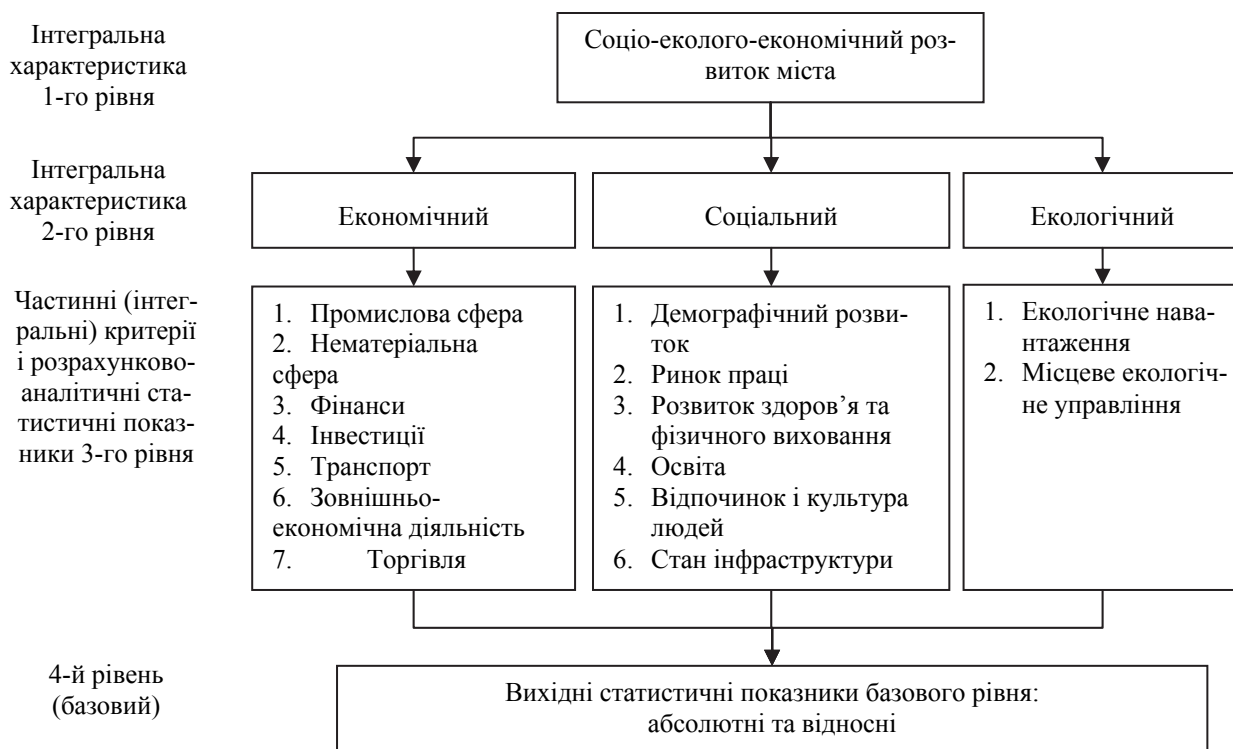 Інтегральна
характеристика
1-го рівня
Соціо-еколого-економічний роз-
виток міста
Інтегральна
характеристика
2-го рівня
Економічний
Соціальний
Екологічний
Частинні (інтег-
ральні) критерії
і розрахунково-
аналітичні ста-
тистичні показ-
ники 3-го рівня
1. Промислова сфера
2. Нематеріальна
сфера
3. Фінанси
4. Інвестиції
5. Транспорт
6. Зовнішньо-
економічна діяльність
7. Торгівля
1. Демографічний розви-
ток
2. Ринок праці
3. Розвиток здоров’я та
фізичного виховання
4. Освіта
5. Відпочинок і культура
людей
6. Стан інфраструктури
1. Екологічне нава-
нтаження
2. Місцеве екологіч-
не управління
4-й рівень
(базовий)
Вихідні статистичні показники базового рівня:
абсолютні та відносні